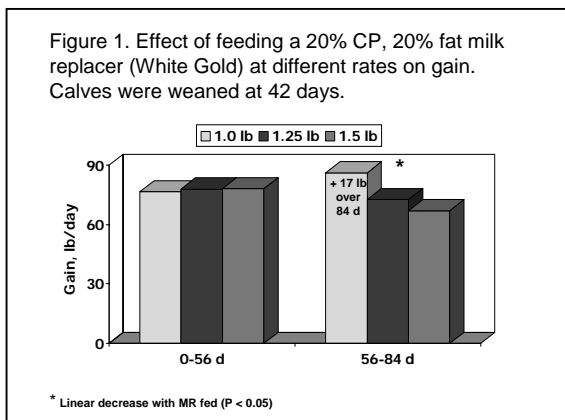 Figure 1. Effect of feeding a 20% CP, 20% fat milk
replacer (White Gold) at different rates on gain.
Calves were weaned at 42 days.
1.0 lb 1.25 lb 1.5 lb
90
60
30
0
Gain, lb/day
+ 17 lb
over
84 d
*
0-56 d 56-84 d
* Linear decrease with MR fed (P < 0.05)